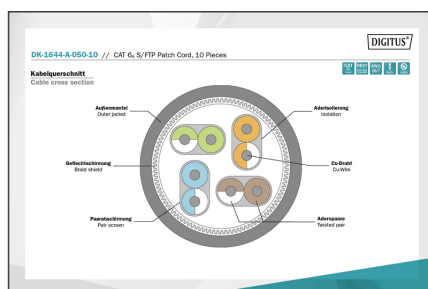 DIGITUS®
DK-1644-A-050-10 // CAT 6A S/FTP Patch Cord, 10 Pieces
Kabelquerschnitt
Cable cross section
Außenmantel
Outer jacket
Aderisolierung
Isolation
Geflechtschirmung
Braid shield
Cu-Draht
Cu-Wire
Paarabschirmung
Pair screen
Adernpaare
Twisted pair